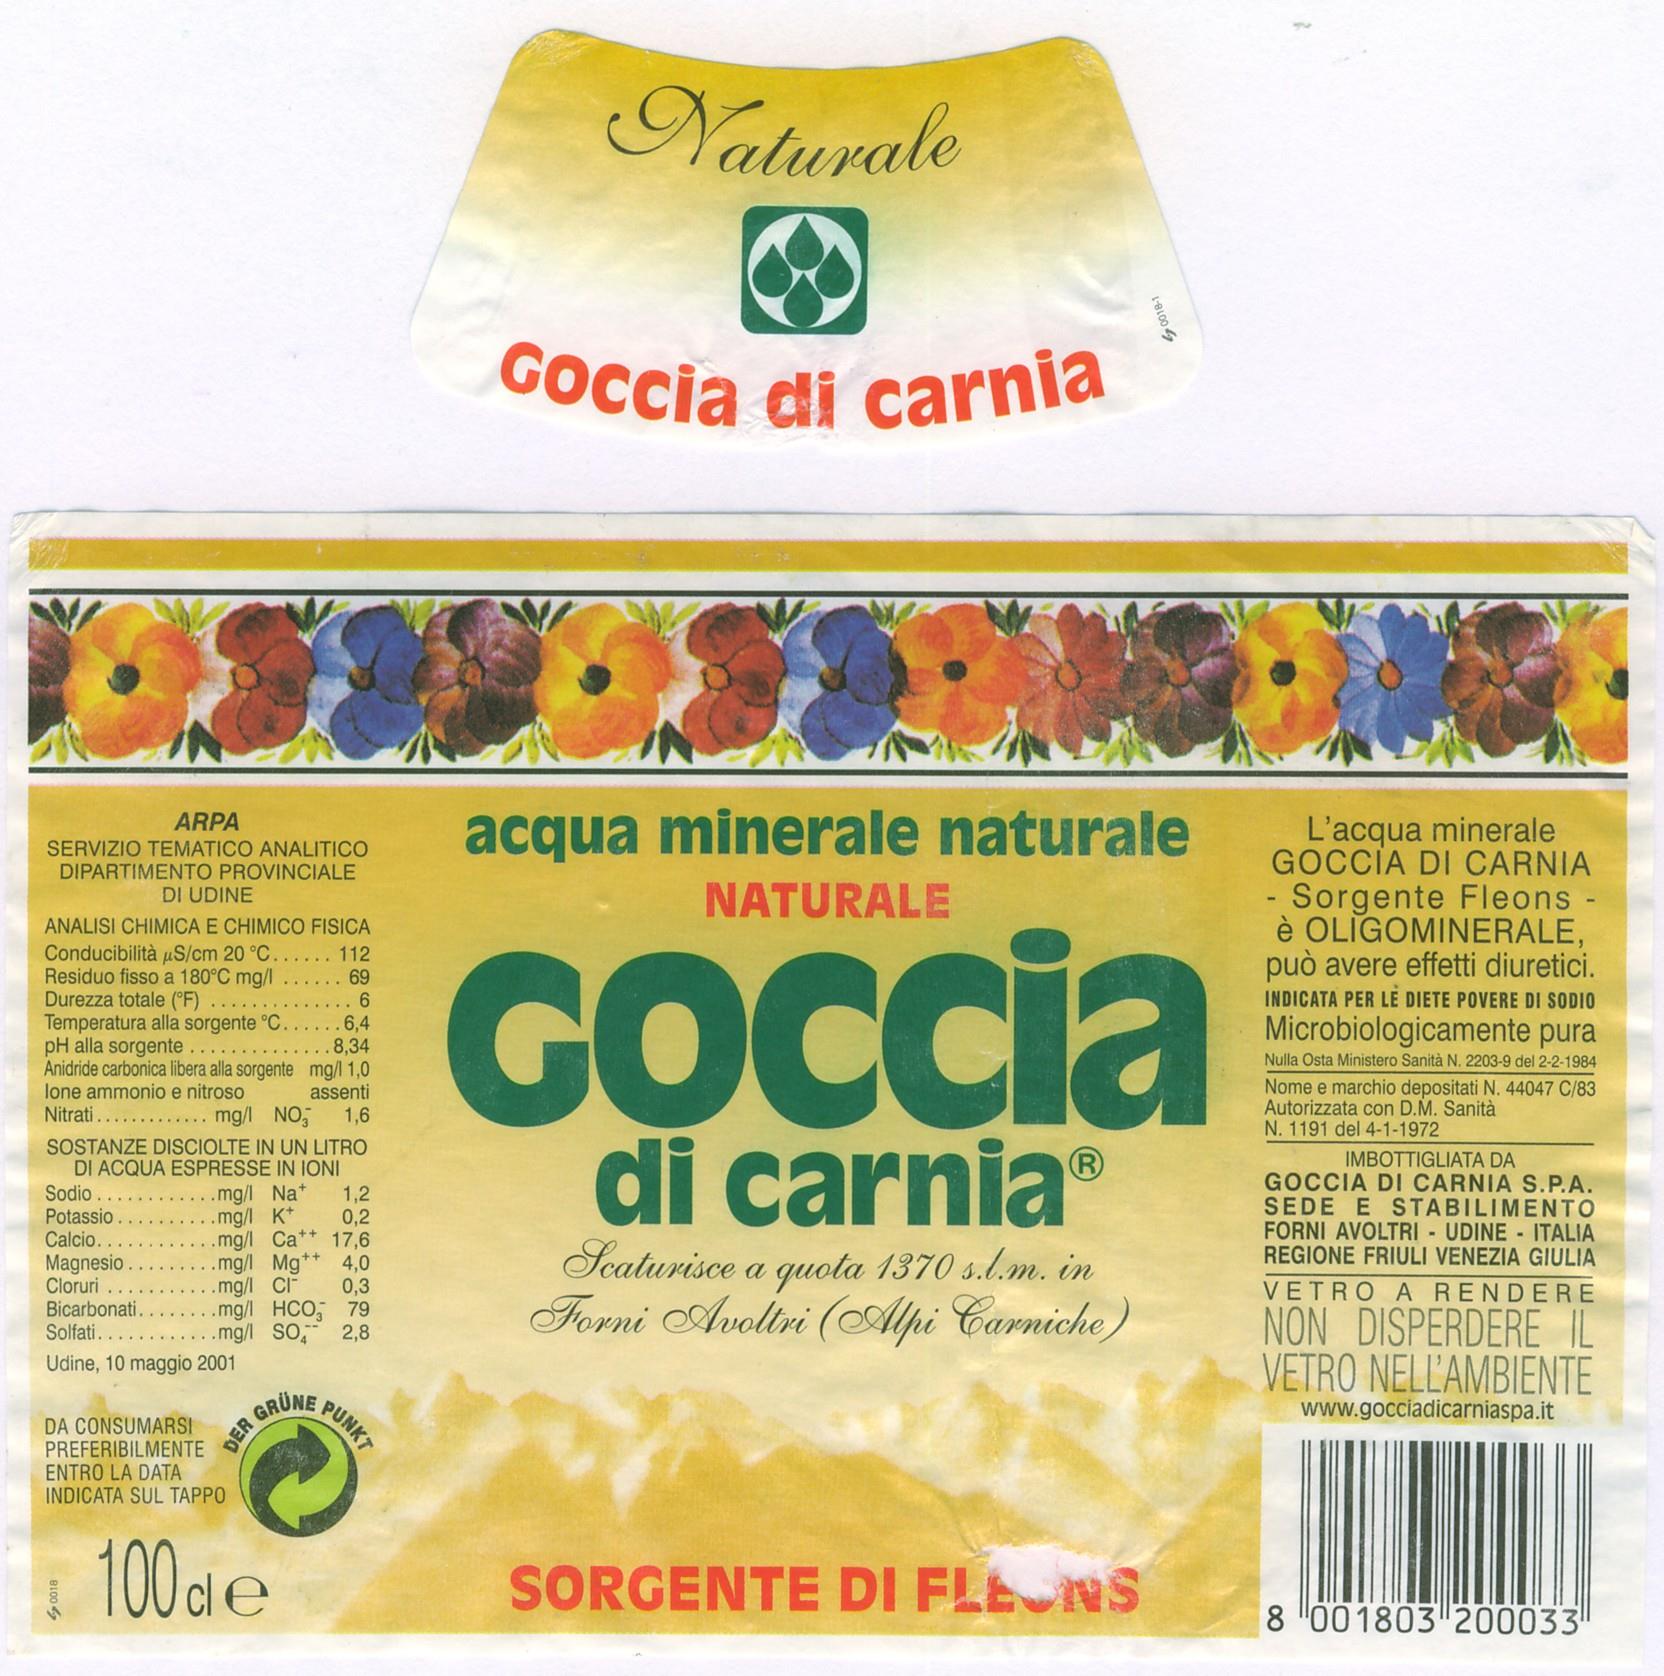 Naturale
Goccia di carnia
0018-1
ARPA
SERVIZIO TEMATICO ANALITICO
DIPARTIMENTO PROVINCIALE
DI UDINE
ANALISI CHIMICA E CHIMICO FISICA
Conducibilità µS/cm 20 °C...... 112
Residuo fisso a 180°C mg/l ...... 69
Durezza totale (°F) .............. 6
Temperatura alla sorgente °C...... 6,4
pH alla sorgente .............. 8,34
Anidride carbonica libera alla sorgente mg/l 1,0
Ione ammonio e nitroso assenti
Nitrati............. mg/l NO₃⁻ 1,6
SOSTANZE DISCIOLTE IN UN LITRO
DI ACQUA ESPRESSE IN IONI
Sodio............mg/l Na⁺ 1,2
Potassio..........mg/l K⁺ 0,2
Calcio............mg/l Ca⁺⁺ 17,6
Magnesio.........mg/l Mg⁺⁺ 4,0
Cloruri...........mg/l Cl⁻ 0,3
Bicarbonati........mg/l HCO₃⁻ 79
Solfati............mg/l SO₄⁻⁻ 2,8
Udine, 10 maggio 2001
DA CONSUMARSI
PREFERIBILMENTE
ENTRO LA DATA
INDICATA SUL TAPPO
DER GRÜNE PUNKT
0018
100 cl e
acqua minerale naturale
NATURALE
Goccia
di carnia®
Scaturisce a quota 1370 s.l.m. in
Forni Avoltri (Alpi Carniche)
SORGENTE DI FLEONS
L'acqua minerale
GOCCIA DI CARNIA
- Sorgente Fleons -
è OLIGOMINERALE,
può avere effetti diuretici.
INDICATA PER LE DIETE POVERE DI SODIO
Microbiologicamente pura
Nulla Osta Ministero Sanità N. 2203-9 del 2-2-1984
Nome e marchio depositati N. 44047 C/83
Autorizzata con D.M. Sanità
N. 1191 del 4-1-1972
IMBOTTIGLIATA DA
GOCCIA DI CARNIA S.P.A.
SEDE E STABILIMENTO
FORNI AVOLTRI - UDINE - ITALIA
REGIONE FRIULI VENEZIA GIULIA
VETRO A RENDERE
NON DISPERDERE IL
VETRO NELL'AMBIENTE
www.gocciadicarniaspa.it
8 001803 200033